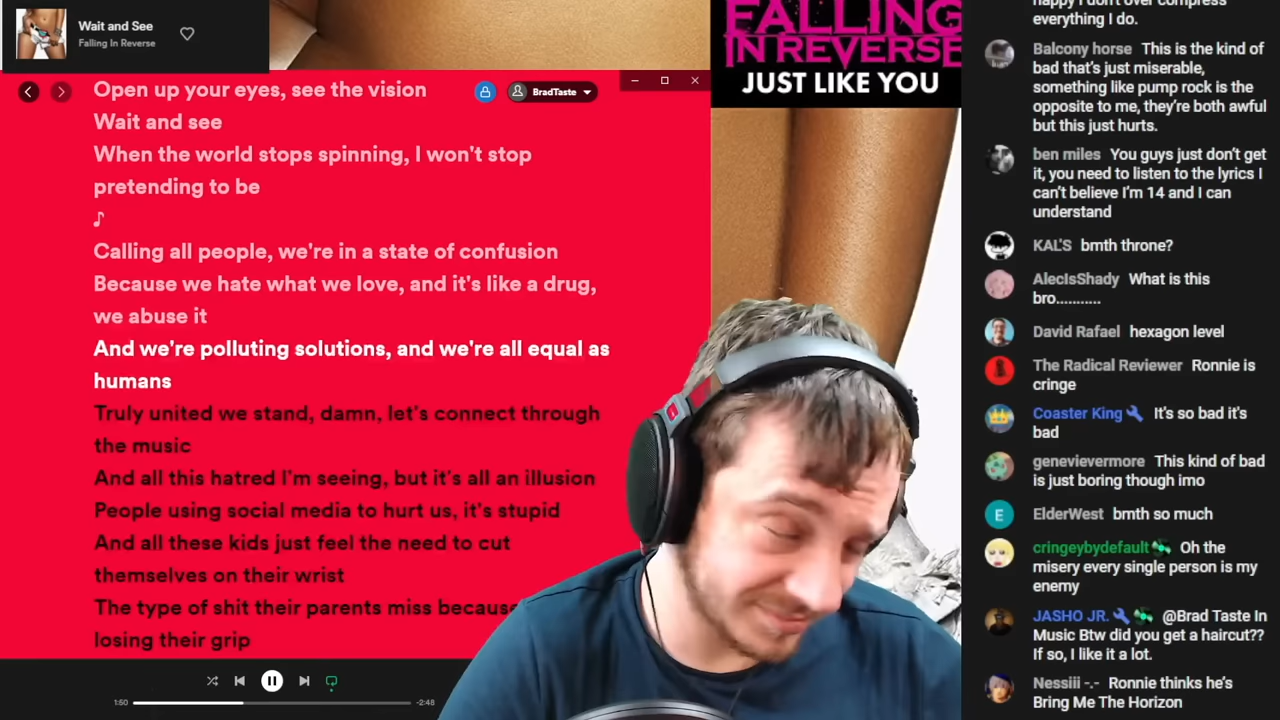 Wait and See
Falling In Reverse
BradTaste
Open up your eyes, see the vision
Wait and see
When the world stops spinning, I won't stop
pretending to be
♪
Calling all people, we're in a state of confusion
Because we hate what we love, and it's like a drug,
we abuse it
And we're polluting solutions, and we're all equal as
humans
Truly united we stand, damn, let's connect through
the music
And all this hatred I'm seeing, but it's all an illusion
People using social media to hurt us, it's stupid
And all these kids just feel the need to cut
themselves on their wrist
The type of shit their parents miss because
losing their grip
1:50
-2:48
FALLING
IN REVERSE
JUST LIKE YOU
happy I don't over compress
everything I do.
Balcony horse This is the kind of
bad that's just miserable,
something like pump rock is the
opposite to me, they're both awful
but this just hurts.
ben miles You guys just don't get
it, you need to listen to the lyrics I
can't believe I'm 14 and I can
understand
KAL'S bmth throne?
AlecIsShady What is this
bro...........
David Rafael hexagon level
The Radical Reviewer Ronnie is
cringe
Coaster King It's so bad it's
bad
genevievermore This kind of bad
is just boring though imo
E
ElderWest bmth so much
cringeybydefault Oh the
misery every single person is my
enemy
JASHO JR. @Brad Taste In
Music Btw did you get a haircut??
If so, I like it a lot.
Nessiii -.- Ronnie thinks he's
Bring Me The Horizon